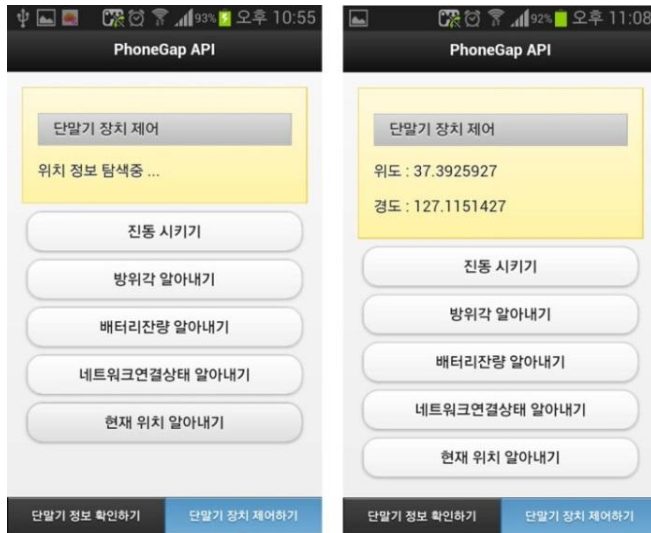 93% 오후 10:55
PhoneGap API
단말기 장치 제어
위치 정보 탐색중 ...
진동 시키기
방위각 알아내기
배터리잔량 알아내기
네트워크연결상태 알아내기
현재 위치 알아내기
단말기 정보 확인하기
단말기 장치 제어하기
92% 오후 11:08
PhoneGap API
단말기 장치 제어
위도 : 37.3925927
경도 : 127.1151427
진동 시키기
방위각 알아내기
배터리잔량 알아내기
네트워크연결상태 알아내기
현재 위치 알아내기
단말기 정보 확인하기
단말기 장치 제어하기